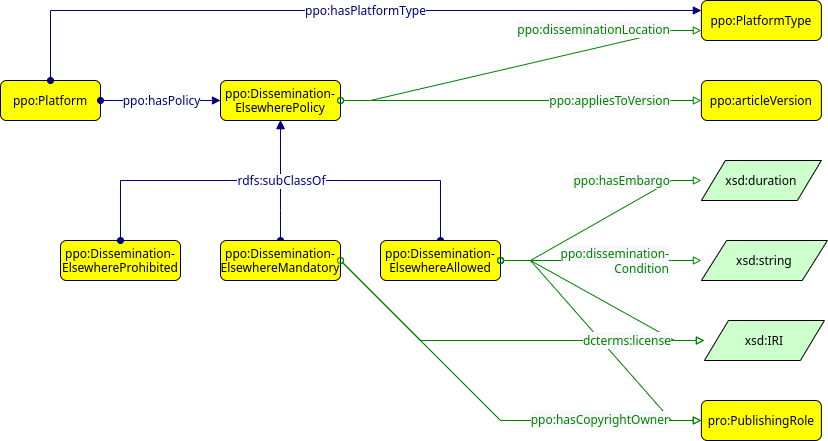 ppo:hasPlatformType
ppo:PlatformType
ppo:disseminationLocation
ppo:Platform
ppo:hasPolicy
ppo:Dissemination-
ElsewherePolicy
ppo:appliesToVersion
ppo:articleVersion
rdfs:subClassOf
ppo:hasEmbargo
xsd:duration
ppo:Dissemination-
ElsewhereProhibited
ppo:Dissemination-
ElsewhereMandatory
ppo:Dissemination-
ElsewhereAllowed
ppo:dissemination-
Condition
xsd:string
dcterms:license
xsd:IRI
ppo:hasCopyrightOwner
pro:PublishingRole